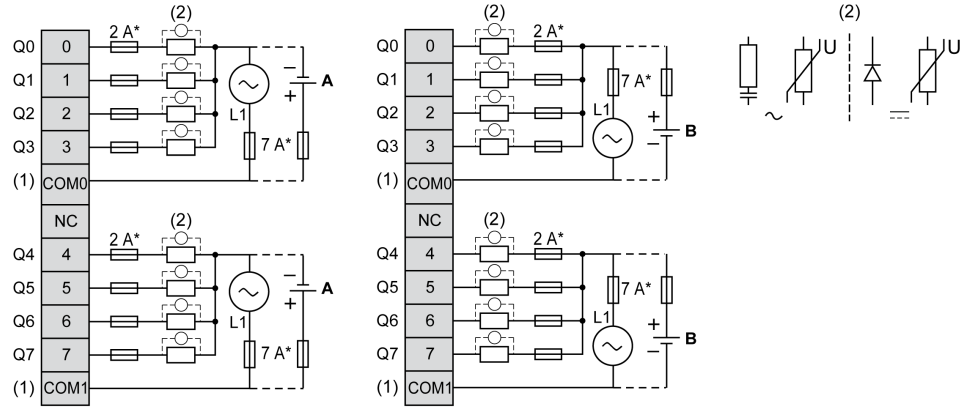 (2)
2 A*
Q0 0
Q1 1
Q2 2
Q3 3
− A
+
L1
7 A*
(1) COM0
NC
(2)
2 A*
Q4 4
Q5 5
Q6 6
Q7 7
− A
+
L1
7 A*
(1) COM1
(2)
2 A*
Q0 0
Q1 1
Q2 2
Q3 3
7 A*
L1
+
− B
(1) COM0
NC
(2)
2 A*
Q4 4
Q5 5
Q6 6
Q7 7
7 A*
L1
+
− B
(1) COM1
(2)
U
U